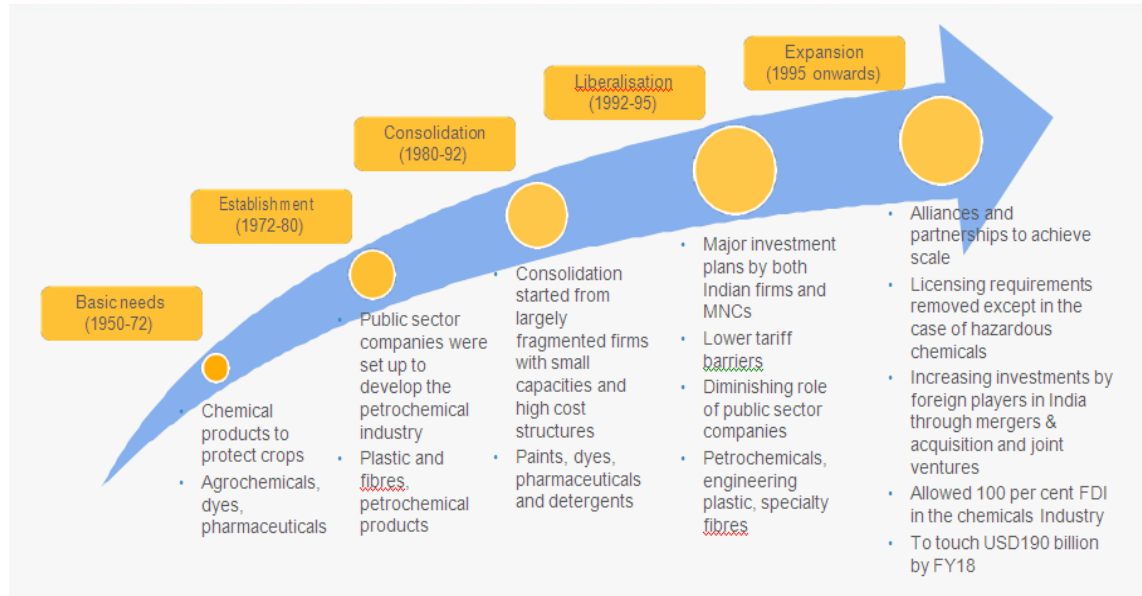 Basic needs
(1950-72)
Establishment
(1972-80)
Consolidation
(1980-92)
Liberalisation
(1992-95)
Expansion
(1995 onwards)
• Chemical
products to
protect crops
• Agrochemicals,
dyes,
pharmaceuticals
• Public sector
companies were
set up to
develop the
petrochemical
industry
• Plastic and
fibres,
petrochemical
products
• Consolidation
started from
largely
fragmented firms
with small
capacities and
high cost
structures
• Paints, dyes,
pharmaceuticals
and detergents
• Major investment
plans by both
Indian firms and
MNCs
• Lower tariff
barriers
• Diminishing role
of public sector
companies
• Petrochemicals,
engineering
plastic, specialty
fibres
• Alliances and
partnerships to achieve
scale
• Licensing requirements
removed except in the
case of hazardous
chemicals
• Increasing investments by
foreign players in India
through mergers &
acquisition and joint
ventures
• Allowed 100 per cent FDI
in the chemicals Industry
• To touch USD190 billion
by FY18